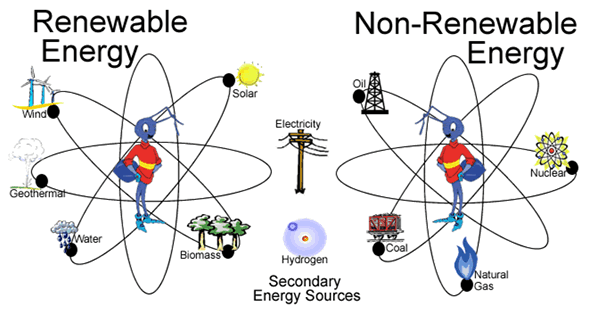 Renewable
Energy
Non-Renewable
Energy
Solar
Wind
Geothermal
Water
Biomass
Electricity
Hydrogen
Secondary
Energy Sources
Oil
Nuclear
Coal
Natural
Gas